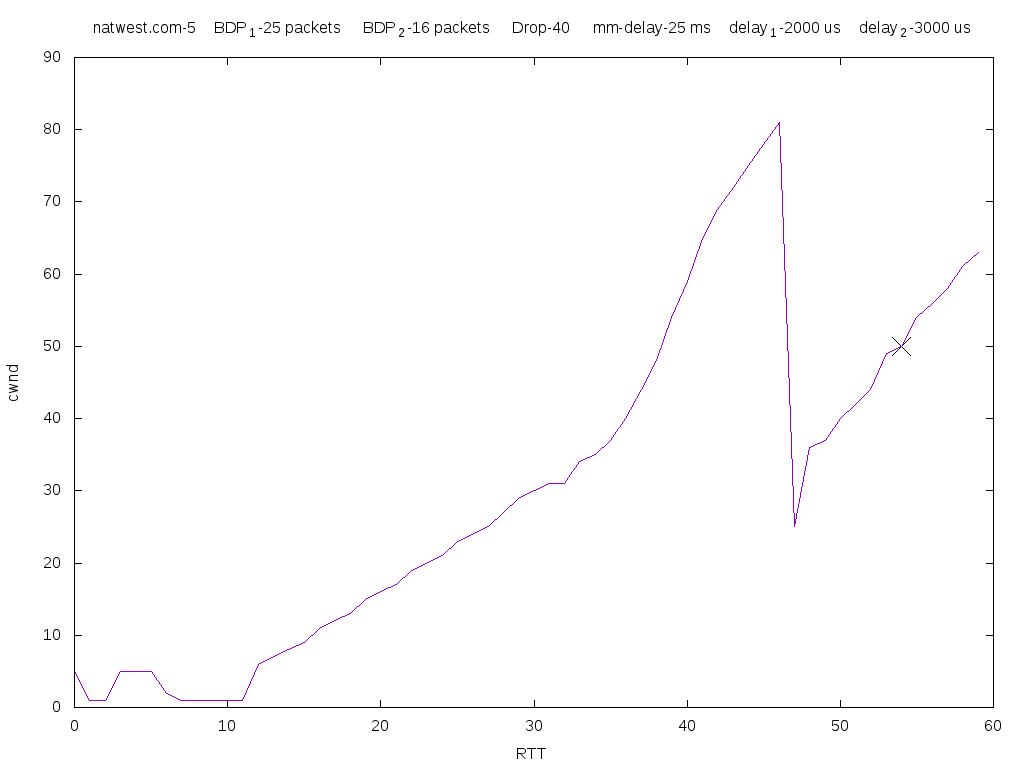 natwest.com-5 BDP1-25 packets BDP2-16 packets Drop-40 mm-delay-25 ms delay1-2000 us delay2-3000 us
90
80
70
60
50
40
30
20
10
0
cwnd
0 10 20 30 40 50 60
RTT